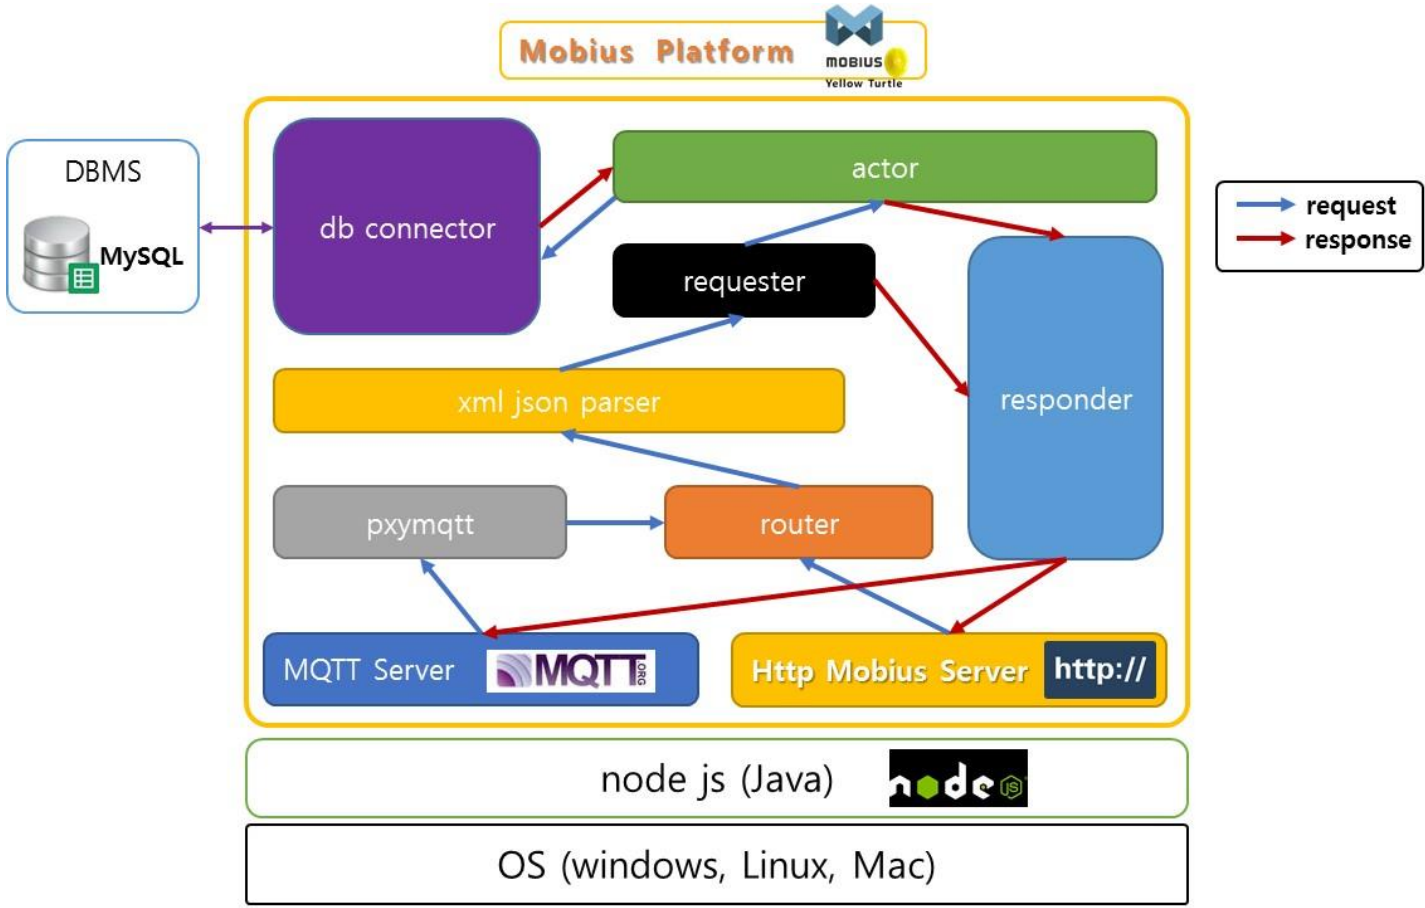 Mobius Platform
MOBIUS
Yellow Turtle
DBMS
MySQL
db connector
actor
request
response
requester
xml json parser
responder
pxymqtt
router
MQTT Server
MQTT.ORG
Http Mobius Server
http://
node js (Java)
node JS
OS (windows, Linux, Mac)